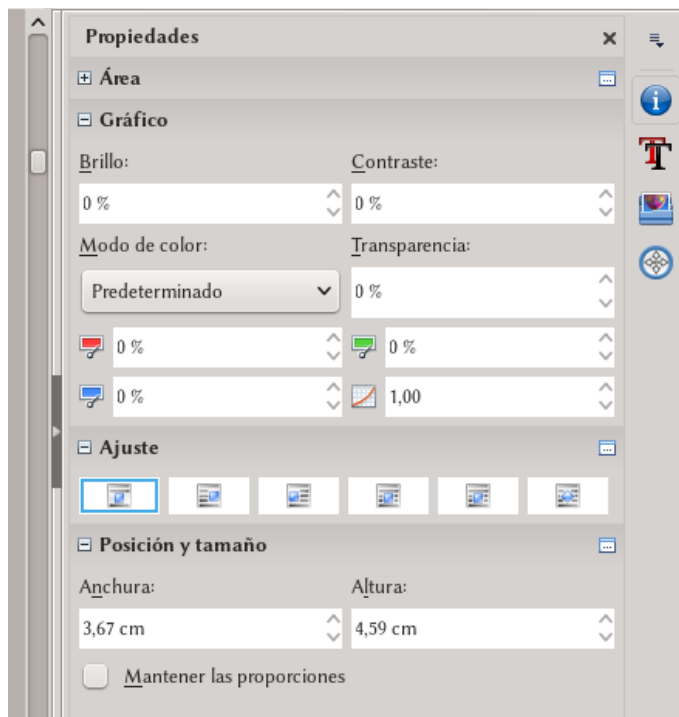 Propiedades
Área
Gráfico
Brillo: Contraste:
0 % 0 %
Modo de color: Transparencia:
Predeterminado 0 %
0 % 0 %
0 % 1,00
Ajuste
Posición y tamaño
Anchura: Altura:
3,67 cm 4,59 cm
Mantener las proporciones